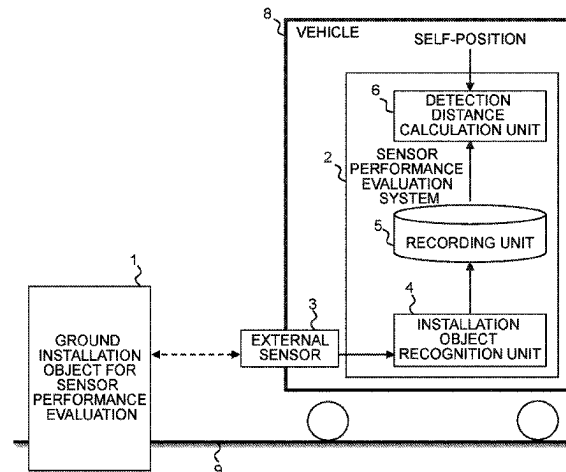 8
VEHICLE
SELF-POSITION
6
DETECTION
DISTANCE
CALCULATION UNIT
2
SENSOR
PERFORMANCE
EVALUATION
SYSTEM
5
RECORDING UNIT
1
GROUND
INSTALLATION
OBJECT FOR
SENSOR
PERFORMANCE
EVALUATION
3
EXTERNAL
SENSOR
4
INSTALLATION
OBJECT
RECOGNITION UNIT
9